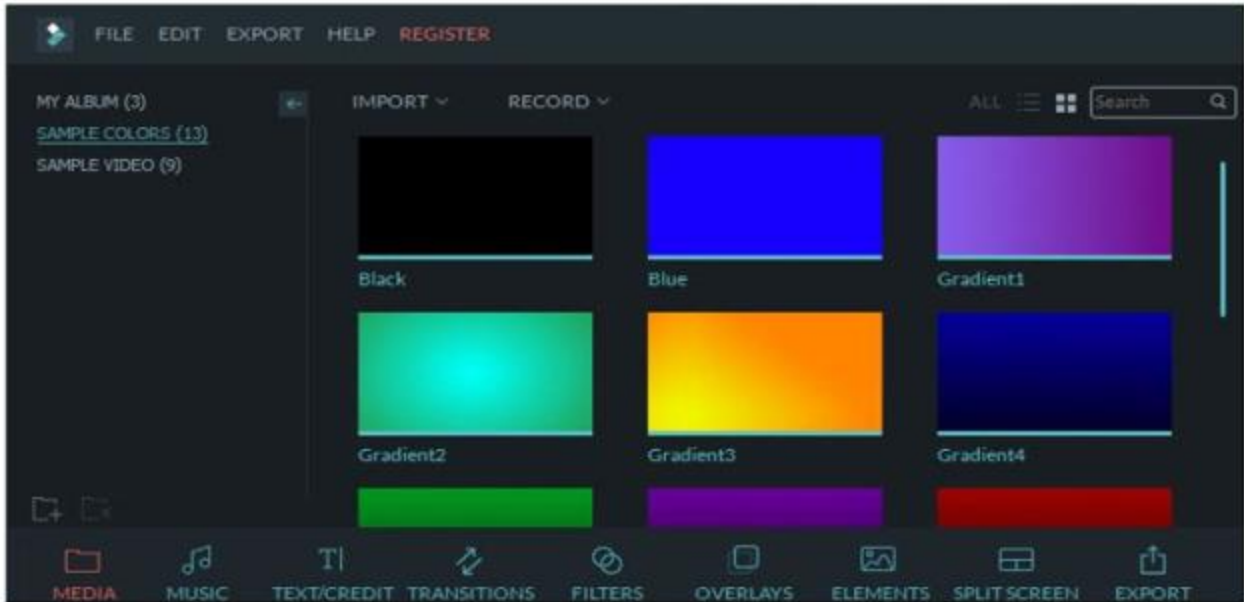 FILE EDIT EXPORT HELP REGISTER
MY ALBUM (3)
SAMPLE COLORS (13)
SAMPLE VIDEO (9)
IMPORT RECORD ALL Search
Black Blue Gradient1
Gradient2 Gradient3 Gradient4
MEDIA MUSIC TEXT/CREDIT TRANSITIONS FILTERS OVERLAYS ELEMENTS SPLIT SCREEN EXPORT